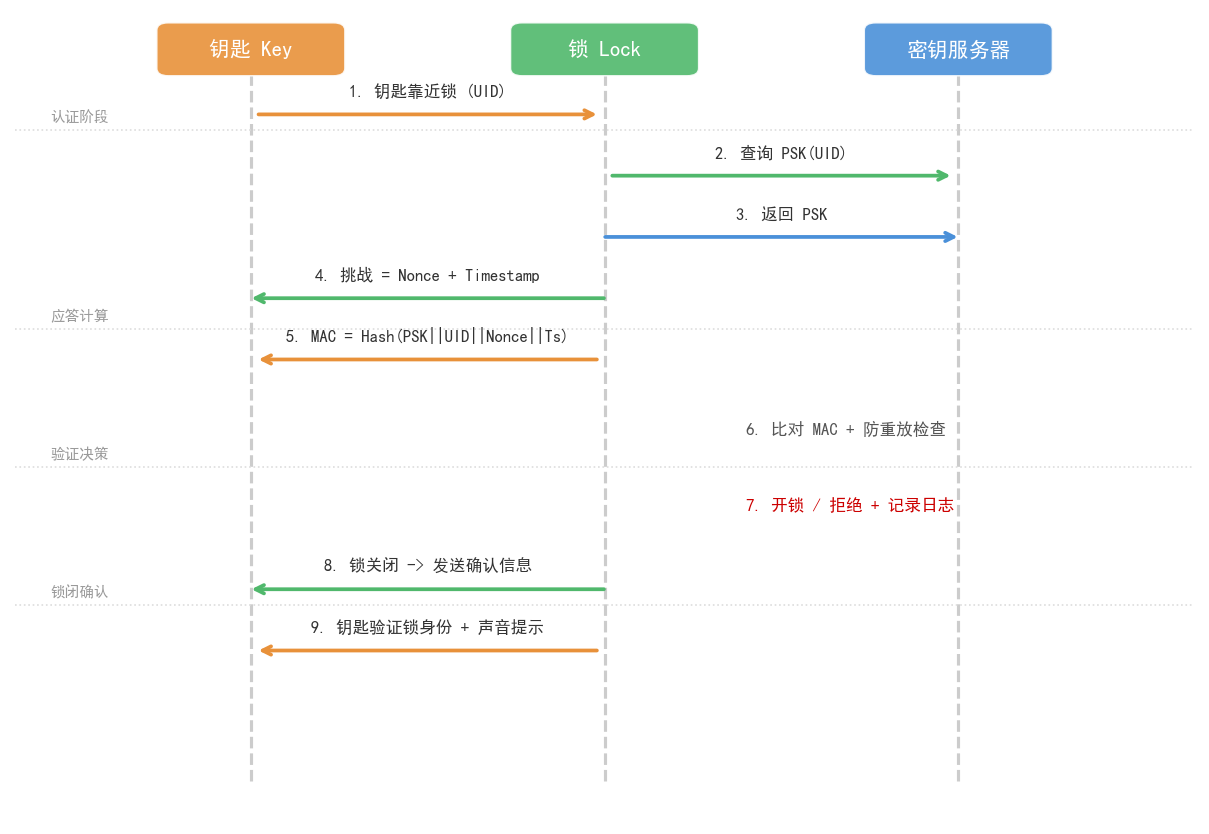 钥匙 Key
锁 Lock
密钥服务器
1. 钥匙靠近锁 (UID)
认证阶段
2. 查询 PSK(UID)
3. 返回 PSK
4. 挑战 = Nonce + Timestamp
应答计算
5. MAC = Hash(PSK||UID||Nonce||Ts)
6. 比对 MAC + 防重放检查
验证决策
7. 开锁 / 拒绝 + 记录日志
8. 锁关闭 -> 发送确认信息
锁闭确认
9. 钥匙验证锁身份 + 声音提示